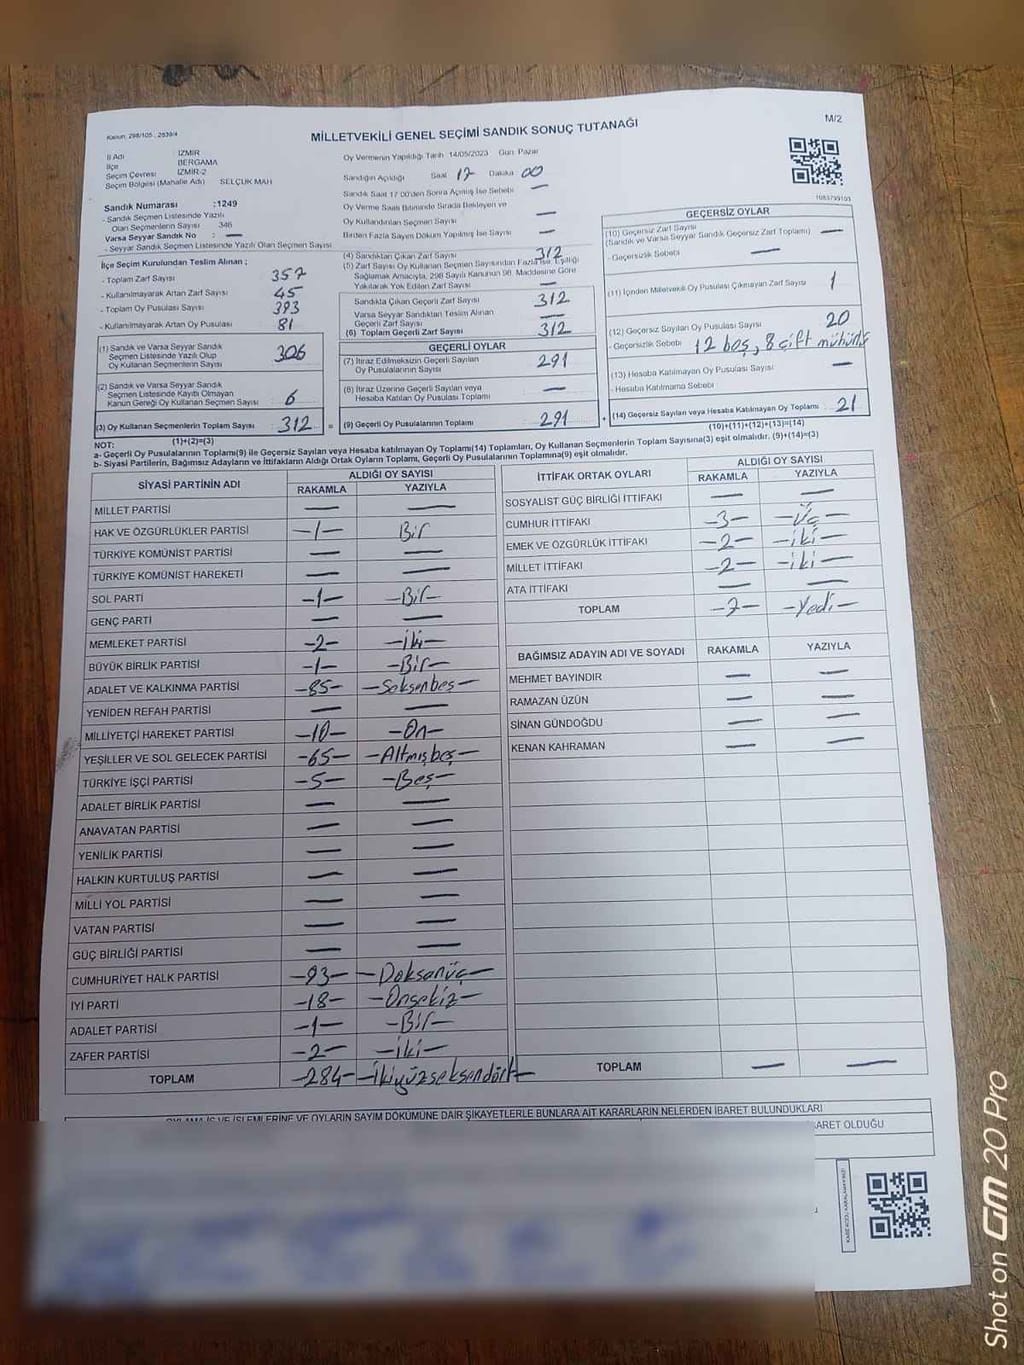 Kanun: 298/105 ; 2839/4
MİLLETVEKİLİ GENEL SEÇİMİ SANDIK SONUÇ TUTANAĞI
M/2
İl Adı : İZMİR
İlçe BERGAMA
Seçim Çevresi İZMİR-2
Seçim Bölgesi (Mahalle Adı) SELÇUK MAH
Sandık Numarası :1249
- Sandık Seçmen Listesinde Yazılı
Olan Seçmenlerin Sayısı 346
Varsa Seyyar Sandık No : —
- Seyyar Sandık Seçmen Listesinde Yazılı Olan Seçmen Sayısı
Oy Vermenin Yapıldığı Tarih 14/05/2023 Gün Pazar
Sandığın Açıldığı Saat 17 Dakika 00
Sandık Saat 17.00'den Sonra Açılmış İse Sebebi —
Oy Verme Saati Bitiminde Sırada Bekleyen ve
Oy Kullandırılan Seçmen Sayısı —
Birden Fazla Sayım Döküm Yapılmış İse Sayısı —
İlçe Seçim Kurulundan Teslim Alınan ;
- Toplam Zarf Sayısı 357
- Kullanılmayarak Artan Zarf Sayısı 45
- Toplam Oy Pusulası Sayısı 393
- Kullanılmayarak Artan Oy Pusulası 81
(1) Sandık ve Varsa Seyyar Sandık
Seçmen Listesinde Yazılı Olup
Oy Kullanan Seçmenlerin Sayısı 306
(2) Sandık ve Varsa Seyyar Sandık
Seçmen Listesinde Kayıtlı Olmayan
Kanun Gereği Oy Kullanan Seçmen Sayısı 6
(3) Oy Kullanan Seçmenlerin Toplam Sayısı 312
(1)+(2)=(3)
(4) Sandıktan Çıkan Zarf Sayısı 312
(5) Zarf Sayısı Oy Kullanan Seçmen Sayısından Fazla İse, Eşitliği
Sağlamak Amacıyla, 298 Sayılı Kanunun 98. Maddesine Göre
Yakılarak Yok Edilen Zarf Sayısı —
Sandıkta Çıkan Geçerli Zarf Sayısı 312
Varsa Seyyar Sandıktan Teslim Alınan
Geçerli Zarf Sayısı —
(6) Toplam Geçerli Zarf Sayısı 312
GEÇERLİ OYLAR
(7) İtiraz Edilmeksizin Geçerli Sayılan
Oy Pusulasının Sayısı 291
(8) İtiraz Üzerine Geçerli Sayılan veya
Hesaba Katılan Oy Pusulası Toplamı —
= (9) Geçerli Oy Pusulalarının Toplamı 291 +
GEÇERSİZ OYLAR
(10) Geçersiz Zarf Sayısı
(Sandık ve Varsa Seyyar Sandık Geçersiz Zarf Toplamı) —
- Geçersizlik Sebebi —
(11) İçinden Milletvekili Oy Pusulası Çıkmayan Zarf Sayısı 1
(12) Geçersiz Sayılan Oy Pusulası Sayısı 20
- Geçersizlik Sebebi 12 boş, 8 çift mühürlü
(13) Hesaba Katılmayan Oy Pusulası Sayısı —
- Hesaba Katılmama Sebebi
(14) Geçersiz Sayılan veya Hesaba Katılmayan Oy Toplamı 21
(10)+(11)+(12)+(13)=(14)
NOT:
a- Geçerli Oy Pusulalarının Toplamı(9) ile Geçersiz Sayılan veya Hesaba katılmayan Oy Toplamı(14) Toplamları, Oy Kullanan Seçmenlerin Toplam Sayısına(3) eşit olmalıdır. (9)+(14)=(3)
b- Siyasi Partilerin, Bağımsız Adayların ve İttifakların Aldığı Ortak Oyların Toplamı, Geçerli Oy Pusulalarının Toplamına(9) eşit olmalıdır.
SİYASİ PARTİNİN ADI ALDIĞI OY SAYISI
RAKAMLA YAZIYLA
MİLLET PARTİSİ — —
HAK VE ÖZGÜRLÜKLER PARTİSİ -1- Bir
TÜRKİYE KOMÜNİST PARTİSİ — —
TÜRKİYE KOMÜNİST HAREKETİ — —
SOL PARTİ -1- -Bir-
GENÇ PARTİ — —
MEMLEKET PARTİSİ -2- -İki-
BÜYÜK BİRLİK PARTİSİ -1- -Bir-
ADALET VE KALKINMA PARTİSİ -85- -Seksenbeş-
YENİDEN REFAH PARTİSİ — —
MİLLİYETÇİ HAREKET PARTİSİ -10- -On-
YEŞİLLER VE SOL GELECEK PARTİSİ -65- -Altmışbeş-
TÜRKİYE İŞÇİ PARTİSİ -5- -Beş-
ADALET BİRLİK PARTİSİ — —
ANAVATAN PARTİSİ — —
YENİLİK PARTİSİ — —
HALKIN KURTULUŞ PARTİSİ — —
MİLLİ YOL PARTİSİ — —
VATAN PARTİSİ — —
GÜÇ BİRLİĞİ PARTİSİ — —
CUMHURİYET HALK PARTİSİ -93- -Doksanüç-
İYİ PARTİ -18- -Onsekiz-
ADALET PARTİSİ -1- -Bir-
ZAFER PARTİSİ -2- -İki-
TOPLAM -284- -İkiyüzseksendört-
İTTİFAK ORTAK OYLARI ALDIĞI OY SAYISI
RAKAMLA YAZIYLA
SOSYALİST GÜÇ BİRLİĞİ İTTİFAKI — —
CUMHUR İTTİFAKI -3- -Üç-
EMEK VE ÖZGÜRLÜK İTTİFAKI -2- -İki-
MİLLET İTTİFAKI -2- -İki-
ATA İTTİFAKI — —
TOPLAM -7- -Yedi-
BAĞIMSIZ ADAYIN ADI VE SOYADI RAKAMLA YAZIYLA
MEHMET BAYINDIR — —
RAMAZAN ÜZÜN — —
SİNAN GÜNDOĞDU — —
KENAN KAHRAMAN — —
TOPLAM — —
OYLAMA İŞ VE İŞLEMLERİNE VE OYLARIN SAYIM DÖKÜMÜNE DAİR ŞİKAYETLERLE BUNLARA AİT KARARLARIN NELERDEN İBARET BULUNDUKLARI
BARET OLDUĞU
Shot on GM 20 Pro